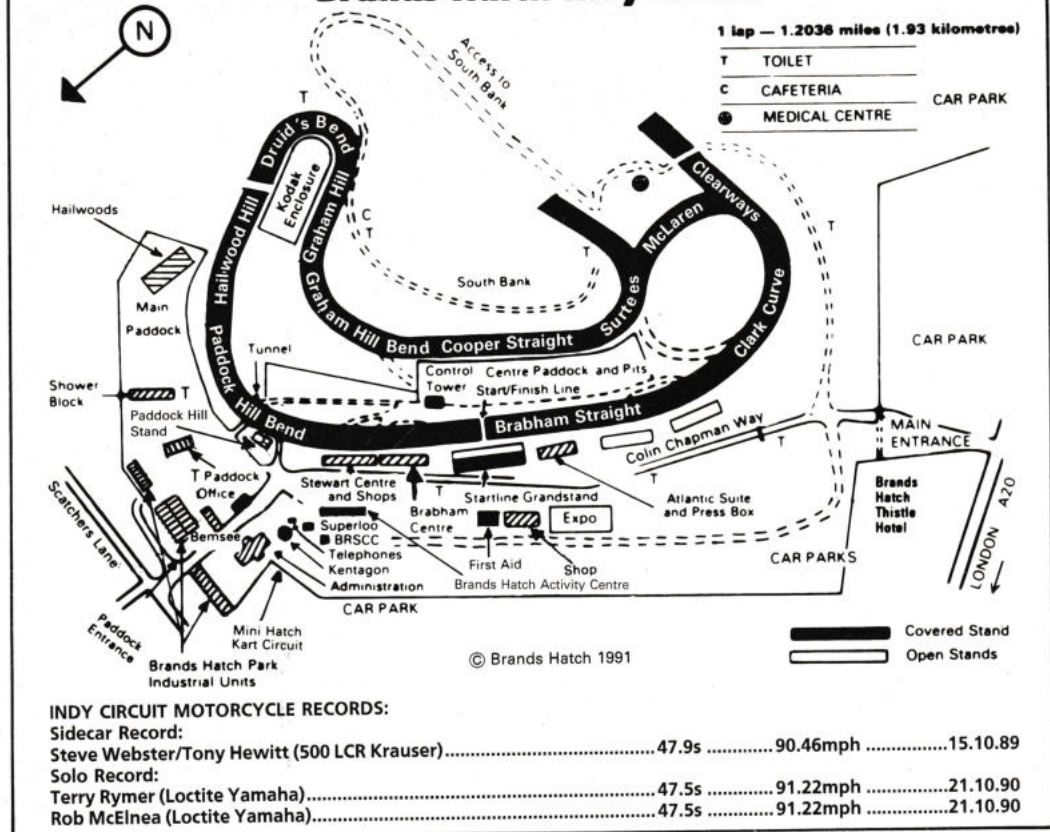 1 lap — 1.2036 miles (1.93 kilometres)
T TOILET
C CAFETERIA
MEDICAL CENTRE
CAR PARK
N
Access to
South Bank
T
Druid's Bend
Kodak
Enclosure
Hailwood Hill
Graham Hill
C
T
Clearways
McLaren
T
T
Hailwoods
Main
Paddock
South Bank
Surtees
Graham Hill Bend
Cooper Straight
Clark Curve
CAR PARK
Tunnel
Paddock Hill Bend
Control
Tower
Centre Paddock and Pits
Start/Finish Line
Brabham Straight
Shower
Block
T
Paddock Hill
Stand
Colin Chapman Way
T
T
MAIN
ENTRANCE
T Paddock
Office
Stewart Centre
and Shops
T
Brabham
Centre
Startline Grandstand
Atlantic Suite
and Press Box
Brands
Hatch
Thistle
Hotel
LONDON A20
Scatchers Lane
Bemsee
Superloo
BRSCC
Telephones
Kentagon
Administration
First Aid
Shop
Expo
Brands Hatch Activity Centre
CAR PARKS
CAR PARK
Paddock
Entrance
Mini Hatch
Kart Circuit
Brands Hatch Park
Industrial Units
© Brands Hatch 1991
Covered Stand
Open Stands
INDY CIRCUIT MOTORCYCLE RECORDS:
Sidecar Record:
Steve Webster/Tony Hewitt (500 LCR Krauser)..........47.9s ..........90.46mph ..........15.10.89
Solo Record:
Terry Rymer (Loctite Yamaha)..........47.5s ..........91.22mph ..........21.10.90
Rob McElnea (Loctite Yamaha)..........47.5s ..........91.22mph ..........21.10.90